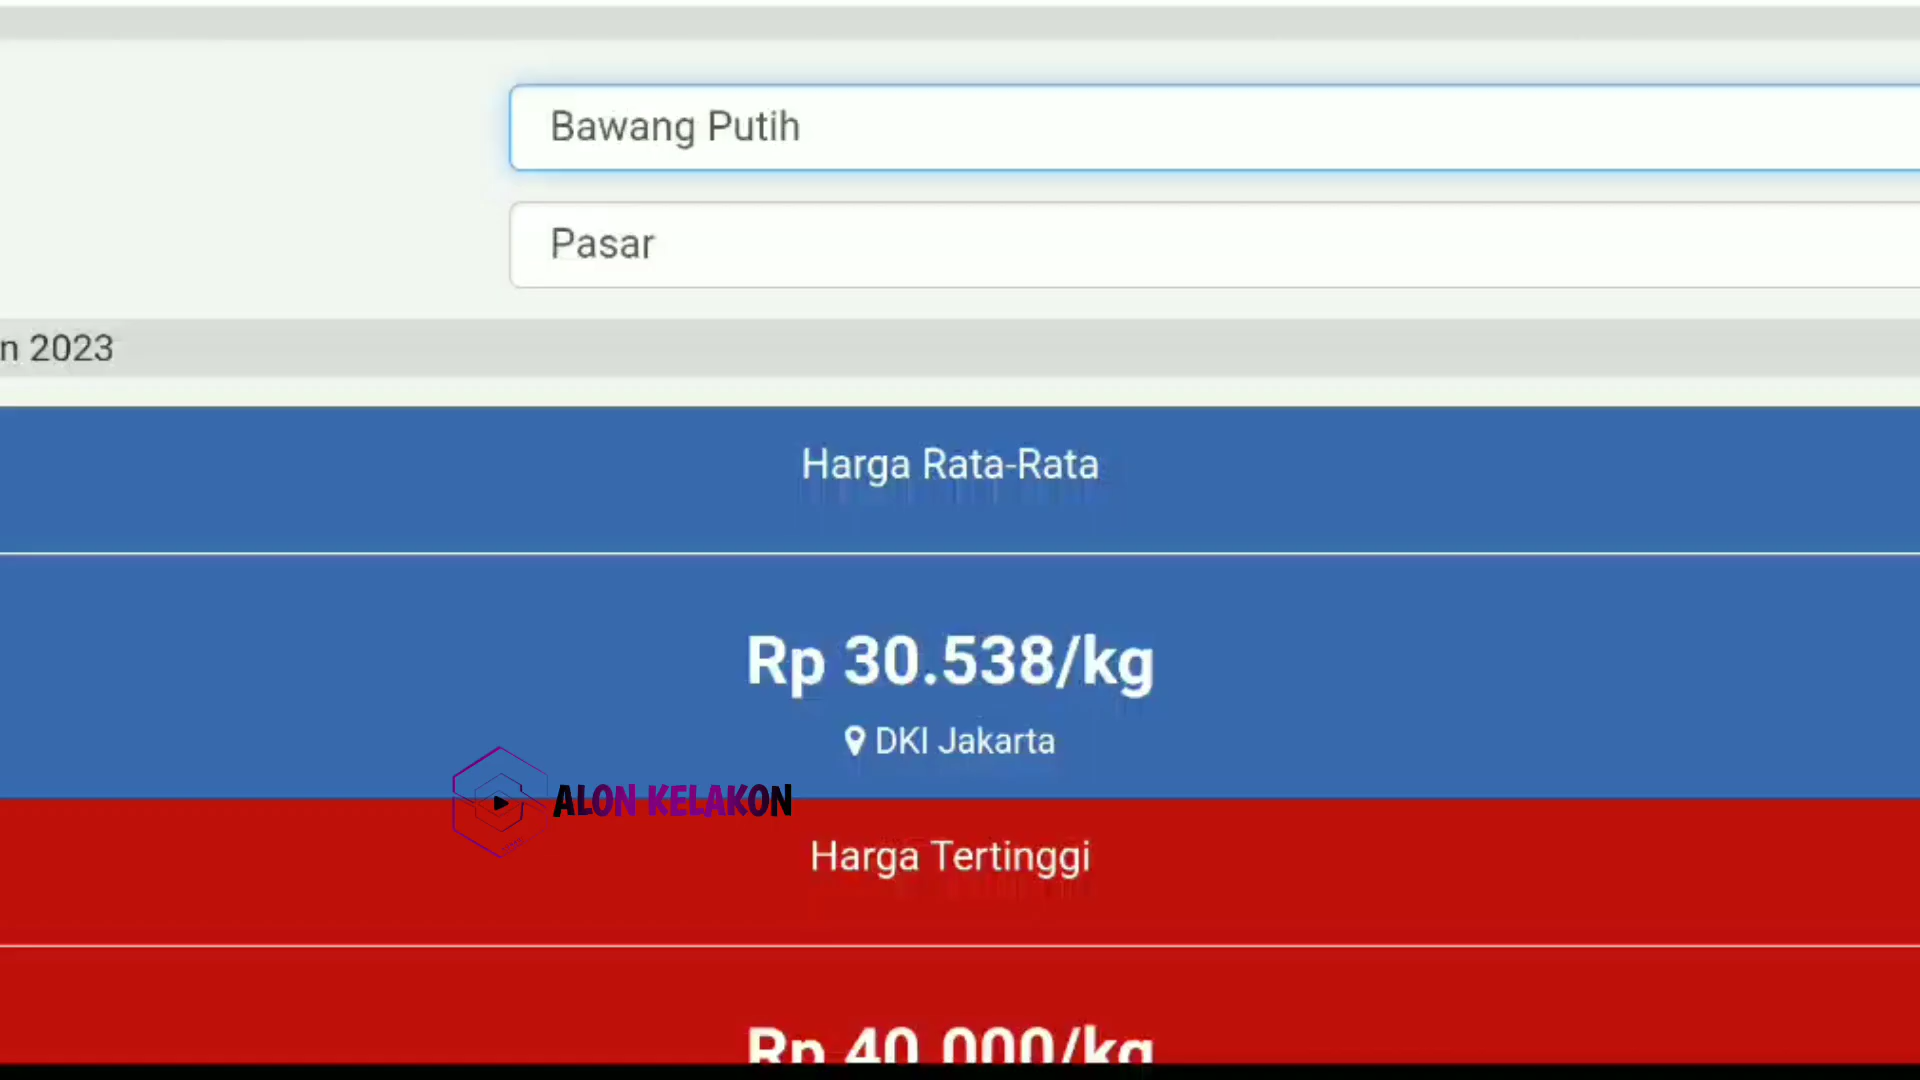 Bawang Putih
Pasar
n 2023
Harga Rata-Rata
Rp 30.538/kg
DKI Jakarta
ALON KELAKON
Harga Tertinggi
Rp 40.000/kg